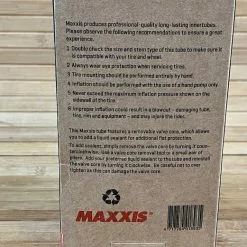 Maxxis produces professional-quality long-lasting innertubes.
Please follow the following recommendations to ensure a great
experience.
1 Double check the size and stem type of this tube to make sure it
is compatible with your tire and wheel.
2 Always wear eye protection when servicing tires.
3 Tire mounting should be performed entirely by hand.
4 Inflation should be performed with the use of a hand pump only.
5 Never exceed the maximum inflation pressure shown on the
sidewall of the tire.
6 Improper inflation could result in a blowout - damaging tube,
tire, rim and equipment - and may injure the rider.
This Maxxis tube features a removable valve core, which allows
you to add a liquid sealant for additional flat protection.
To add sealant, simply remove the valve core by turning it coun-
terclockwise. Use a valve core removal tool or a small pair of
pliers. Add your preferred liquid sealant to the tube and reinstall
the valve core by turning it clockwise. Be careful not to over
tighten as this can damage the valve core.
MAXXIS